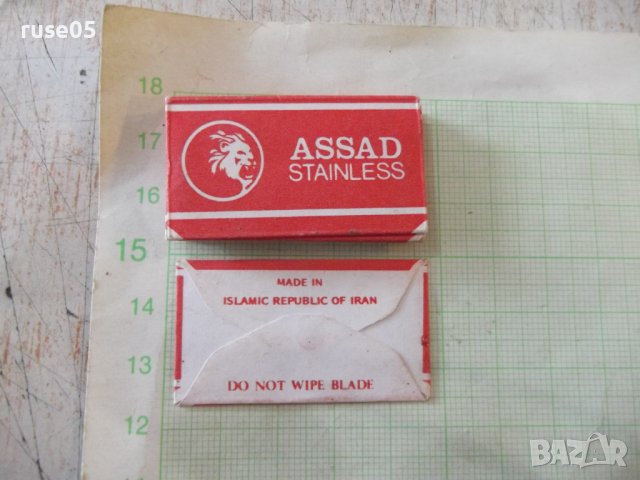 ruse05
18
17
16
15
14
13
12
ASSAD
STAINLESS
MADE IN
ISLAMIC REPUBLIC OF IRAN
DO NOT WIPE BLADE
BAZAR